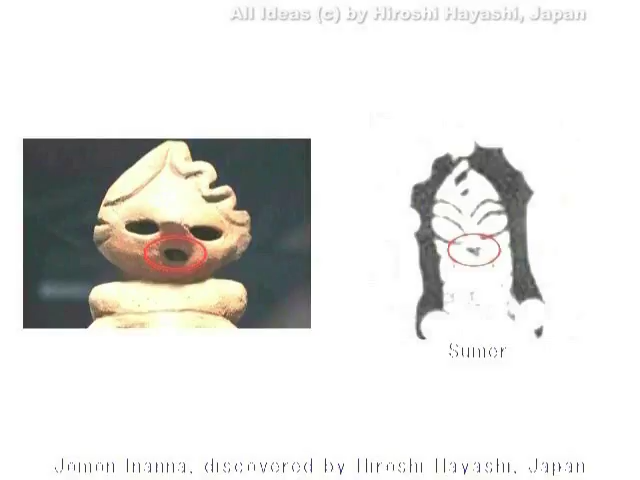 All Ideas (c) by Hiroshi Hayashi, Japan
Sumer
Jomon Inanna, discovered by Hiroshi Hayashi, Japan